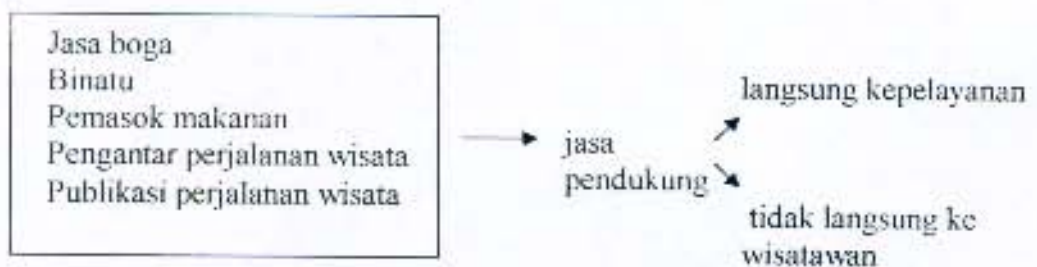 Jasa boga
Binatu
Pemasok makanan
Pengantar perjalanan wisata
Publikasi perjalanan wisata
jasa
pendukung
langsung kepelayanan
tidak langsung ke
wisatawan